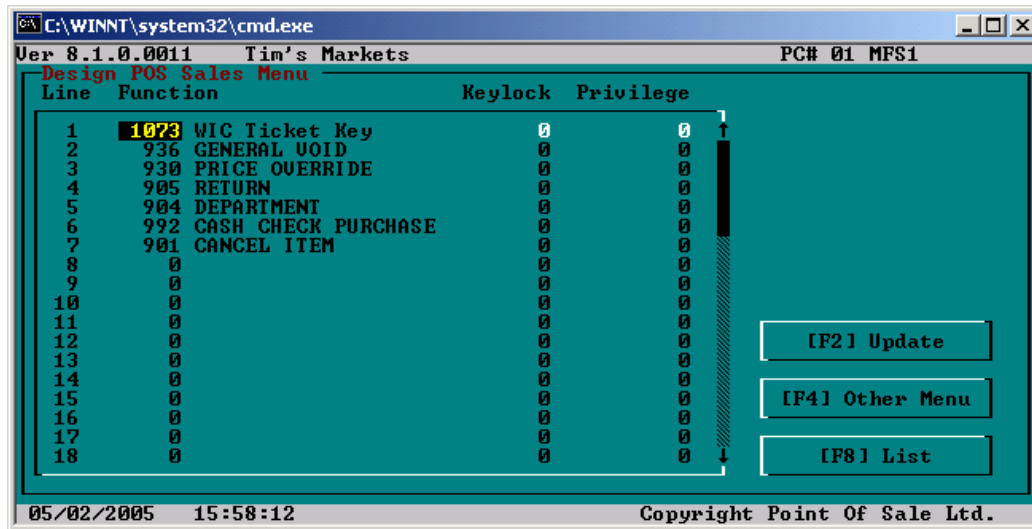 C:\WINNT\system32\cmd.exe
Ver 8.1.0.0011 Tim's Markets PC# 01 MFS1
Design POS Sales Menu
Line Function Keylock Privilege
1 1073 WIC Ticket Key 0 0
2 936 GENERAL VOID 0 0
3 930 PRICE OVERRIDE 0 0
4 905 RETURN 0 0
5 904 DEPARTMENT 0 0
6 992 CASH CHECK PURCHASE 0 0
7 901 CANCEL ITEM 0 0
8 0 0 0
9 0 0 0
10 0 0 0
11 0 0 0
12 0 0 0
13 0 0 0
14 0 0 0
15 0 0 0
16 0 0 0
17 0 0 0
18 0 0 0
[F2] Update
[F4] Other Menu
[F8] List
05/02/2005 15:58:12 Copyright Point Of Sale Ltd.